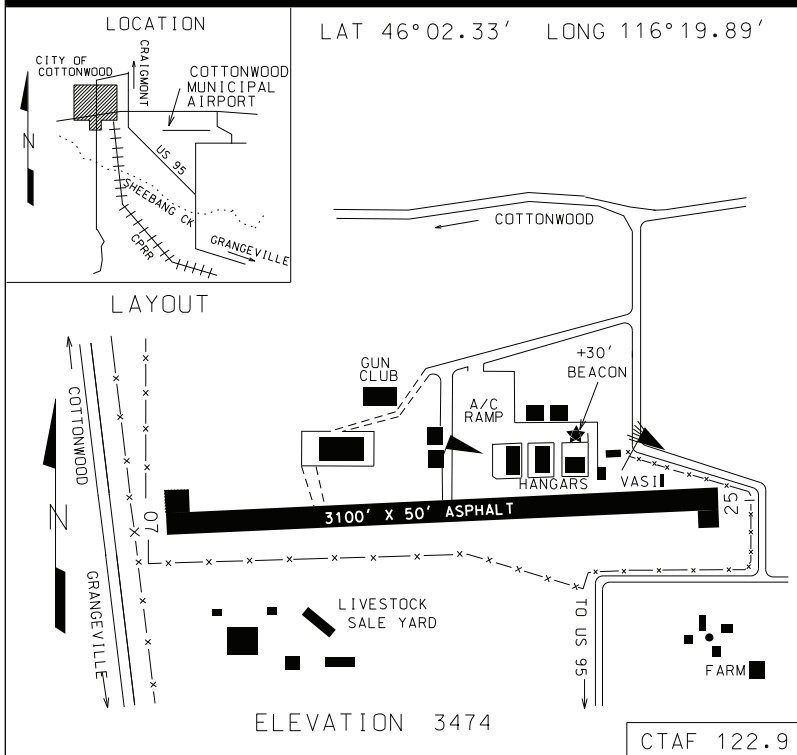 LOCATION
LAT 46°02.33' LONG 116°19.89'
CITY OF
COTTONWOOD
CRAIGMONT
COTTONWOOD
MUNICIPAL
AIRPORT
N
US 95
SHEEBANG CK
CPRR
GRANGEVILLE
COTTONWOOD
LAYOUT
+30'
BEACON
GUN
CLUB
A/C
RAMP
COTTONWOOD
N
HANGARS
VASI
07
3100' X 50' ASPHALT
25
GRANGEVILLE
LIVESTOCK
SALE YARD
TO US 95
FARM
ELEVATION 3474
CTAF 122.9